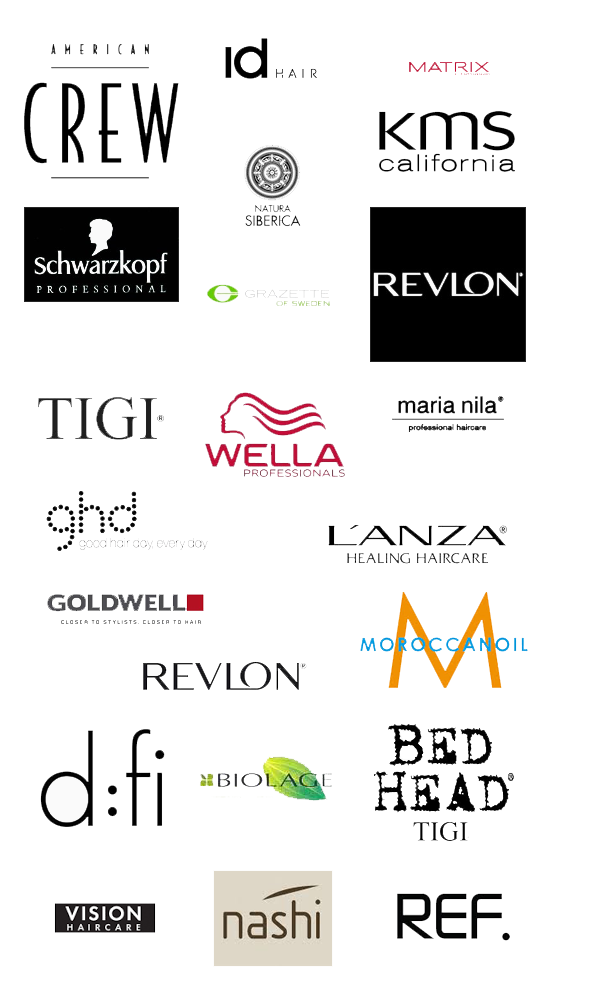 AMERICAN
CREW
id HAIR
MATRIX
kms
california
NATURA
SIBERICA
Schwarzkopf
PROFESSIONAL
GRAZETTE
OF SWEDEN
REVLON®
TIGI®
WELLA
PROFESSIONALS
maria nila®
professional haircare
ghd
good hair day, every day
L'ANZA®
HEALING HAIRCARE
GOLDWELL
CLOSER TO STYLISTS. CLOSER TO HAIR
M
MOROCCANOIL
REVLON®
d:fi
BIOLAGE
BED
HEAD®
TIGI
VISION
HAIRCARE
nashi
REF.